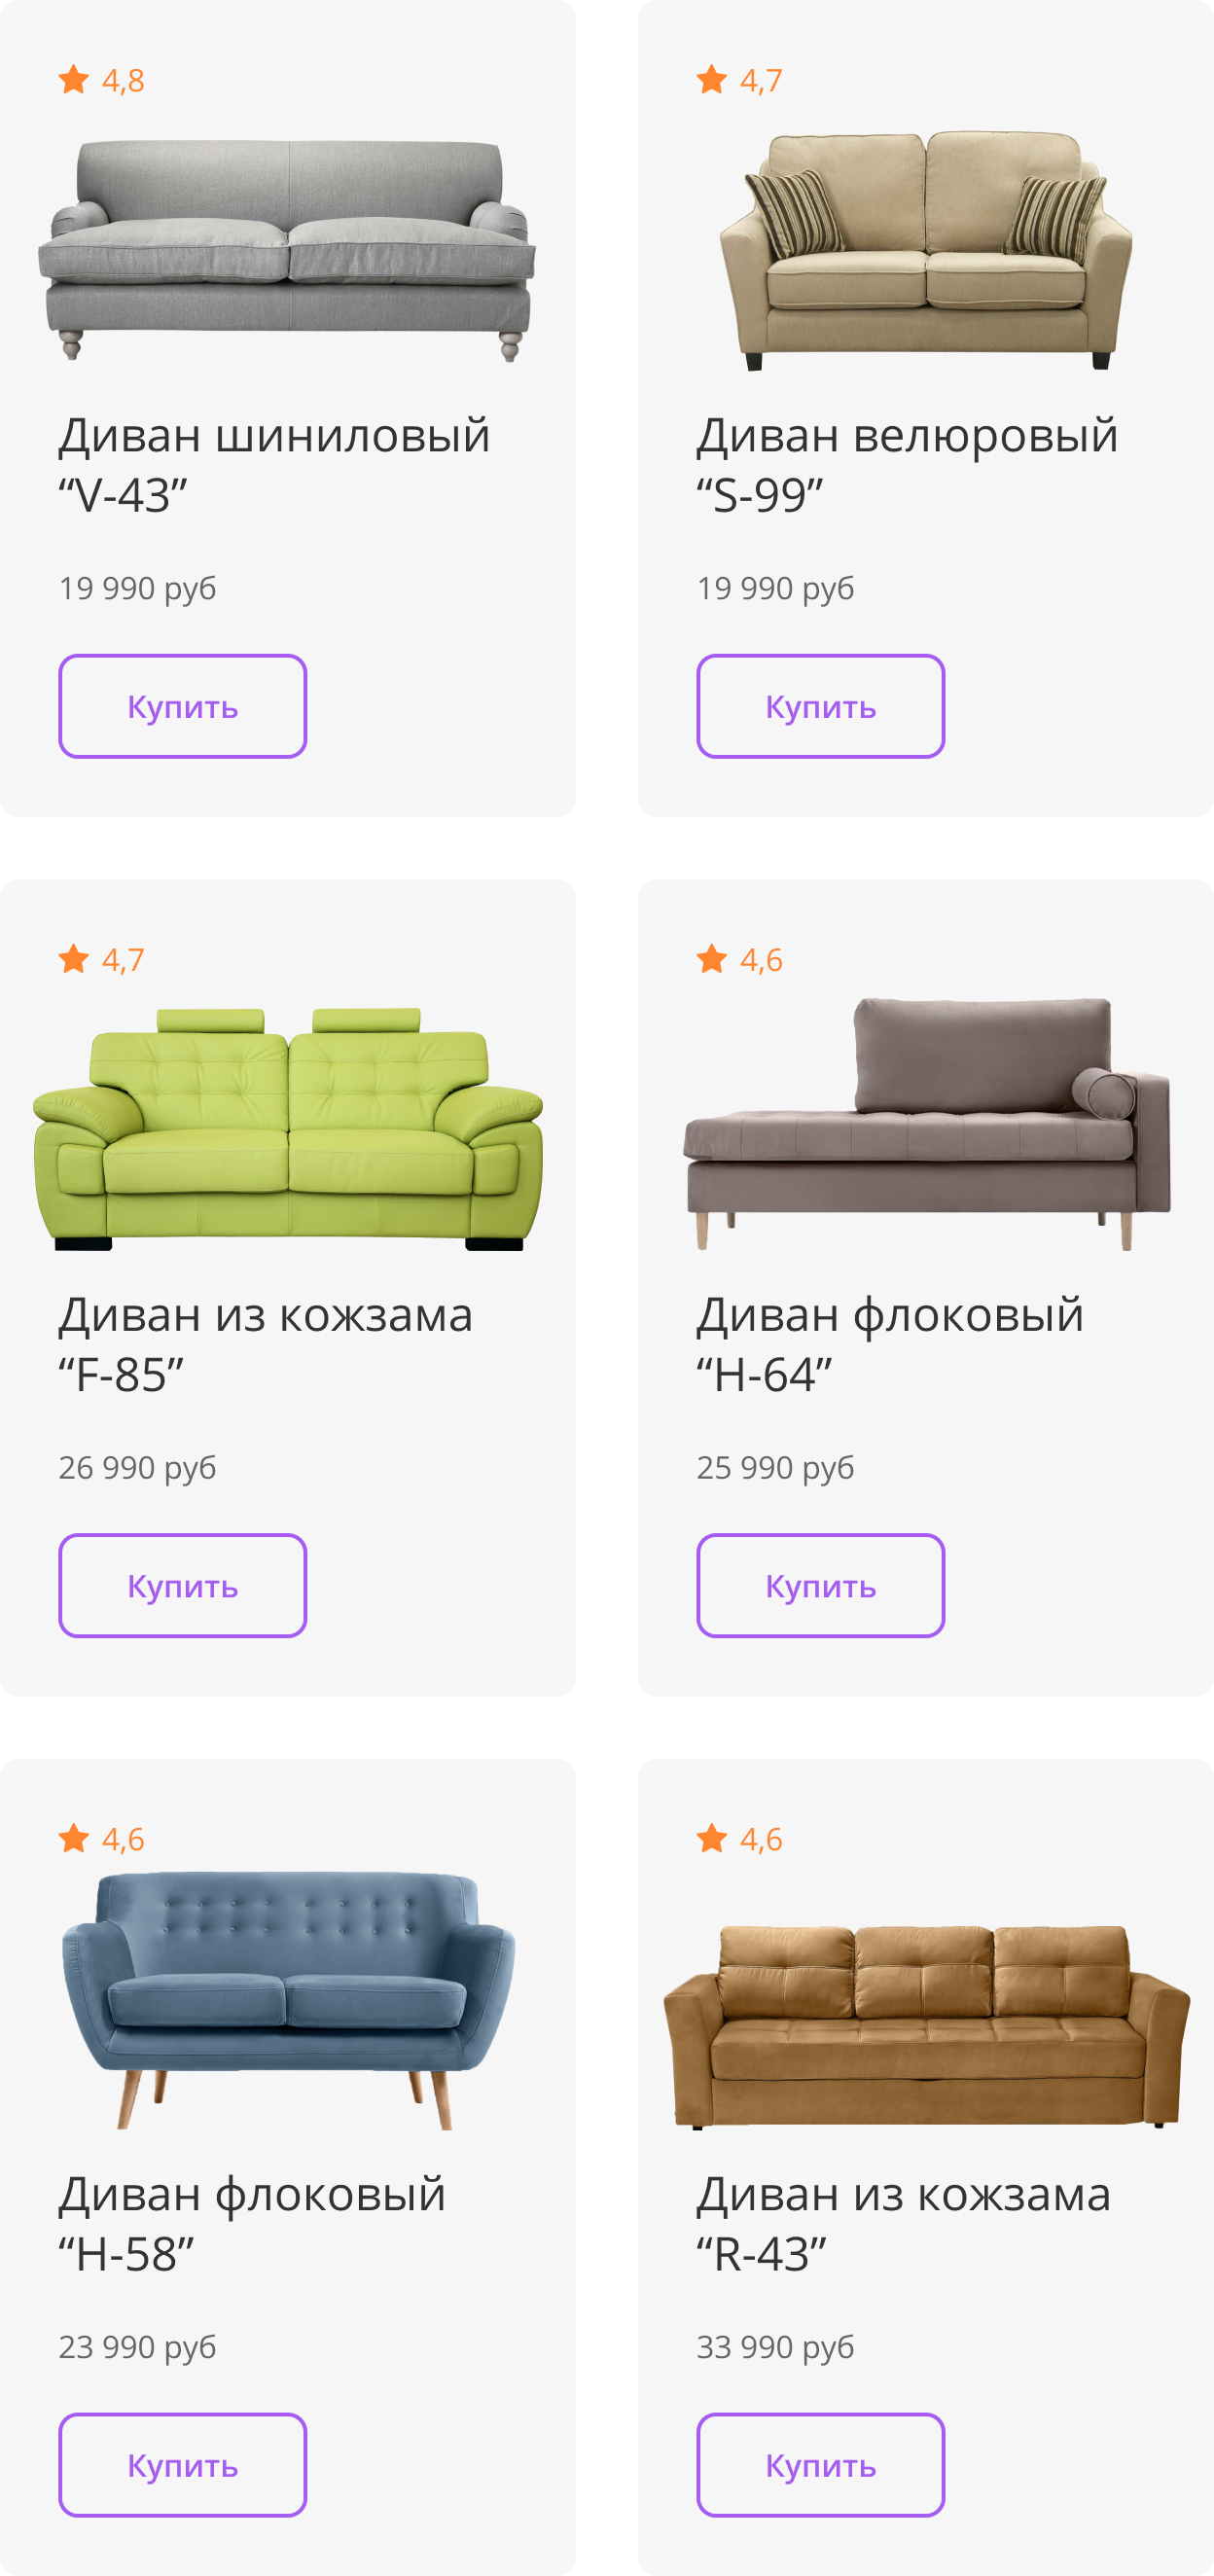 4,8
Диван шиниловый
“V-43”
19 990 руб
Купить
4,7
Диван велюровый
“S-99”
19 990 руб
Купить
4,7
Диван из кожзама
“F-85”
26 990 руб
Купить
4,6
Диван флоковый
“H-64”
25 990 руб
Купить
4,6
Диван флоковый
“H-58”
23 990 руб
Купить
4,6
Диван из кожзама
“R-43”
33 990 руб
Купить